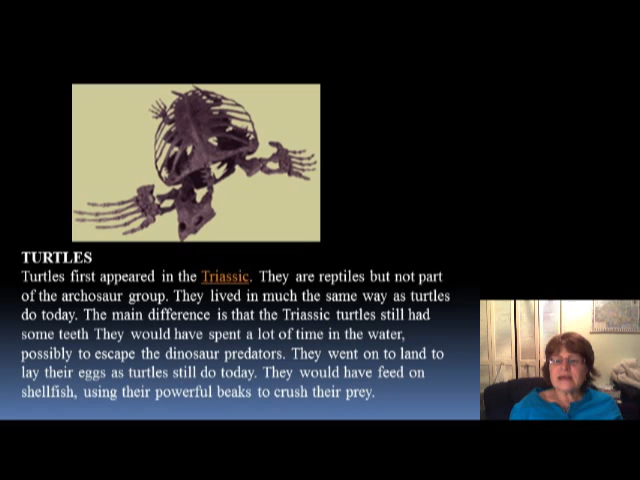 TURTLES
Turtles first appeared in the Triassic. They are reptiles but not part
of the archosaur group. They lived in much the same way as turtles
do today. The main difference is that the Triassic turtles still had
some teeth They would have spent a lot of time in the water,
possibly to escape the dinosaur predators. They went on to land to
lay their eggs as turtles still do today. They would have feed on
shellfish, using their powerful beaks to crush their prey.